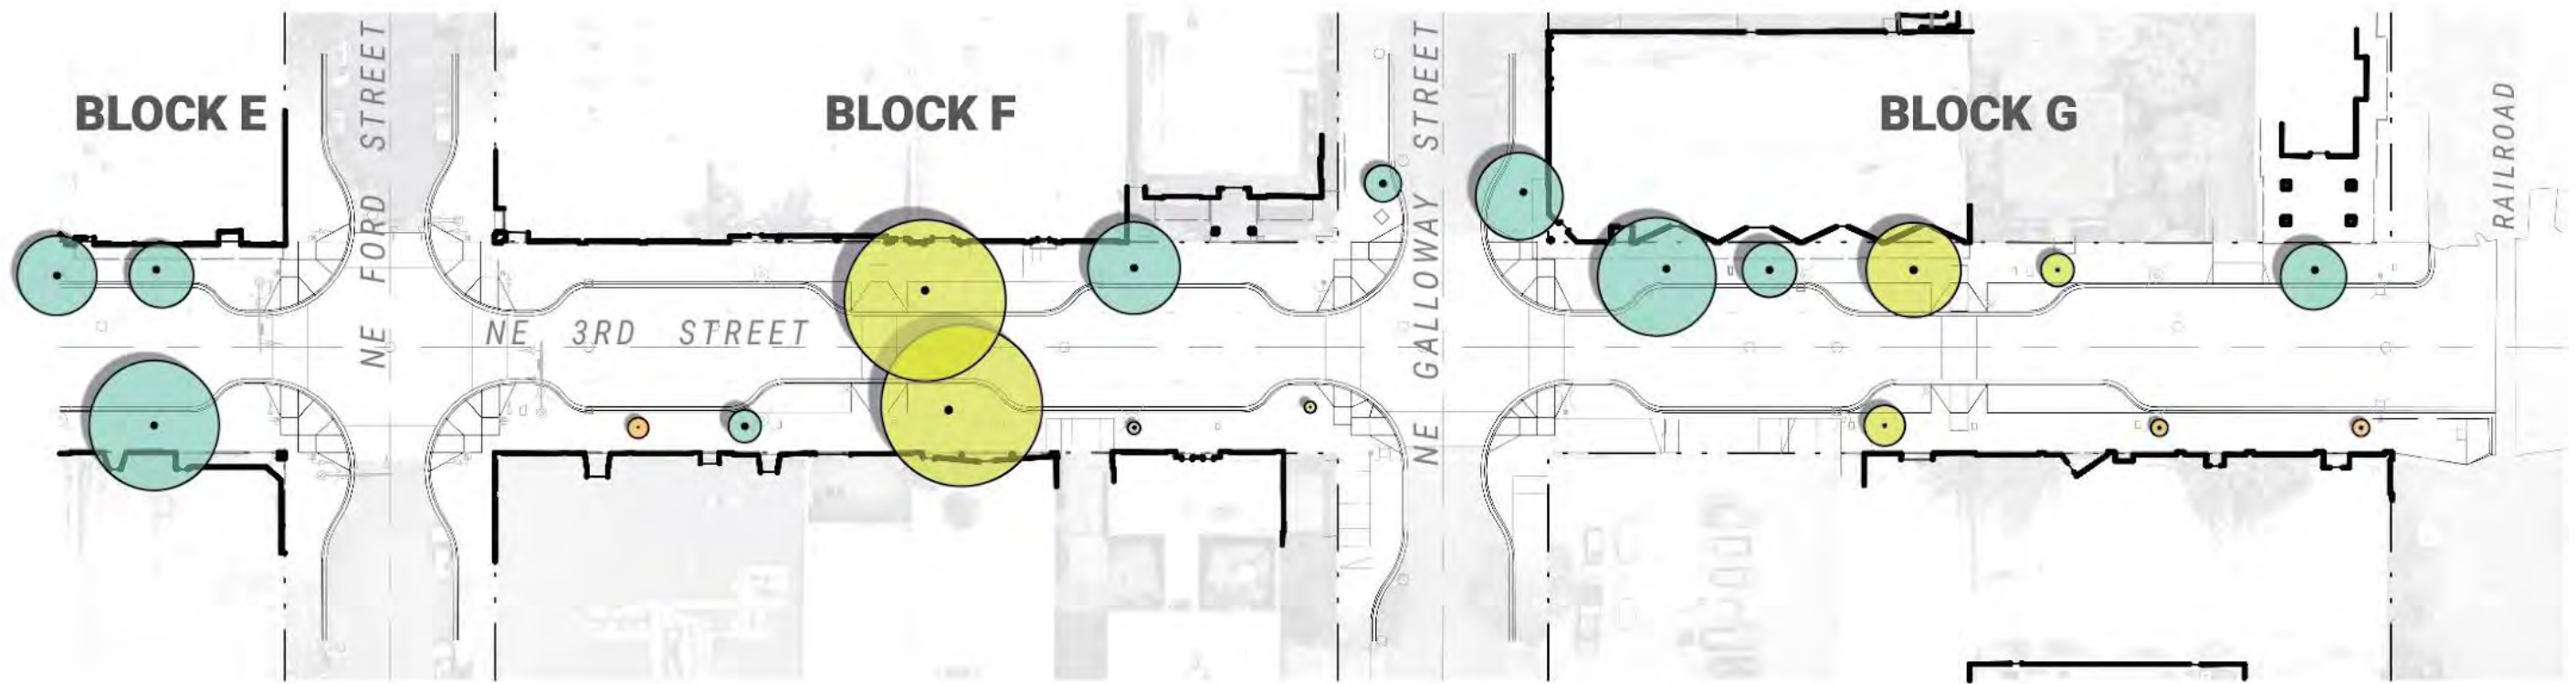 BLOCK E
NE FORD STREET
BLOCK F
NE GALLOWAY STREET
BLOCK G
RAILROAD
NE 3RD STREET